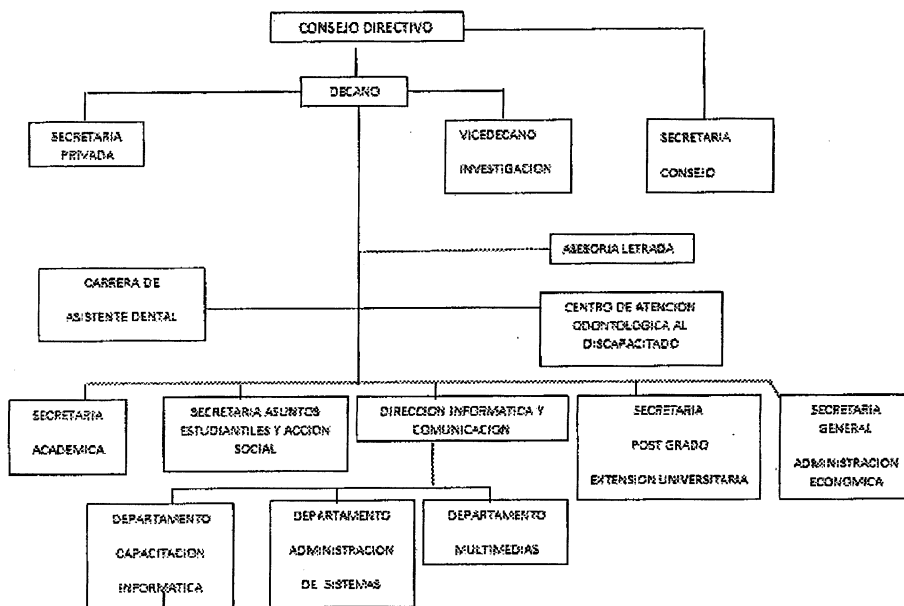 CONSEJO DIRECTIVO
DECANO
SECRETARIA
PRIVADA
VICEDECANO
INVESTIGACION
SECRETARIA
CONSEJO
ASESORIA LETRADA
CARRERA DE
ASISTENTE DENTAL
CENTRO DE ATENCION
ODONTOLOGICA AL
DISCAPACITADO
SECRETARIA
ACADEMICA
SECRETARIA ASUNTOS
ESTUDIANTILES Y ACCION
SOCIAL
DIRECCION INFORMATICA Y
COMUNICACION
SECRETARIA
POST GRADO
EXTENSION UNIVERSITARIA
SECRETARIA
GENERAL
ADMINISTRACION
ECONOMICA
DEPARTAMENTO
CAPACITACION
INFORMATICA
DEPARTAMENTO
ADMINISTRACION
DE SISTEMAS
DEPARTAMENTO
MULTIMEDIAS